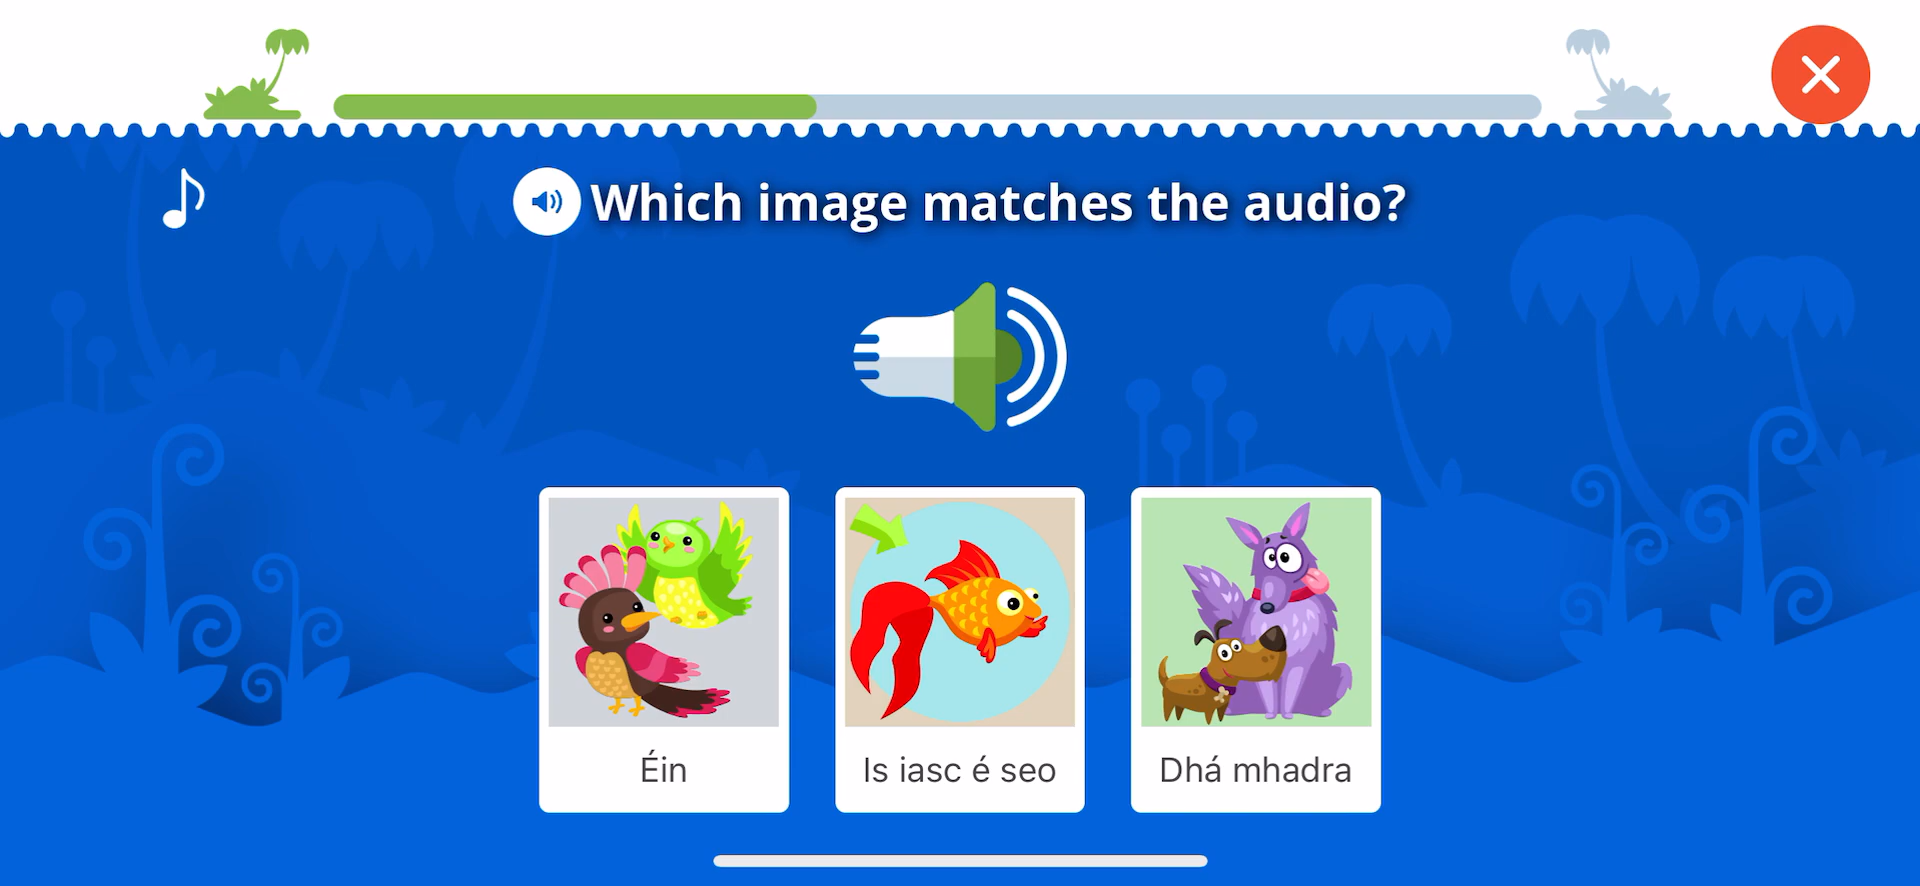 Which image matches the audio?
Éin
Is iasc é seo
Dhá mhadra